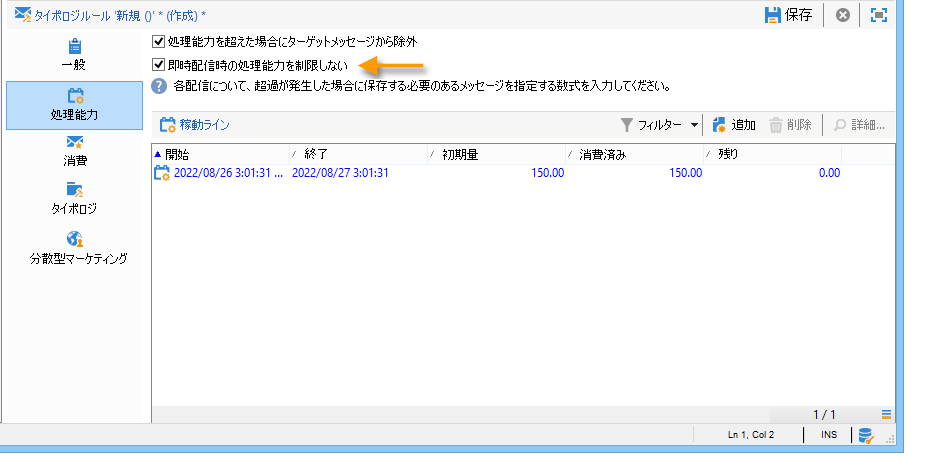 タイポロジルール '新規 ()' * (作成) *
保存
一般
処理能力
消費
タイポロジ
分散型マーケティング
処理能力を超えた場合にターゲットメッセージから除外
即時配信時の処理能力を制限しない
各配信について、超過が発生した場合に保存する必要のあるメッセージを指定する数式を入力してください。
稼動ライン
フィルター
追加
削除
詳細...
開始 終了 初期量 消費済み 残り
2022/08/26 3:01:31 ... 2022/08/27 3:01:31 150.00 150.00 0.00
1 / 1
Ln 1, Col 2 INS